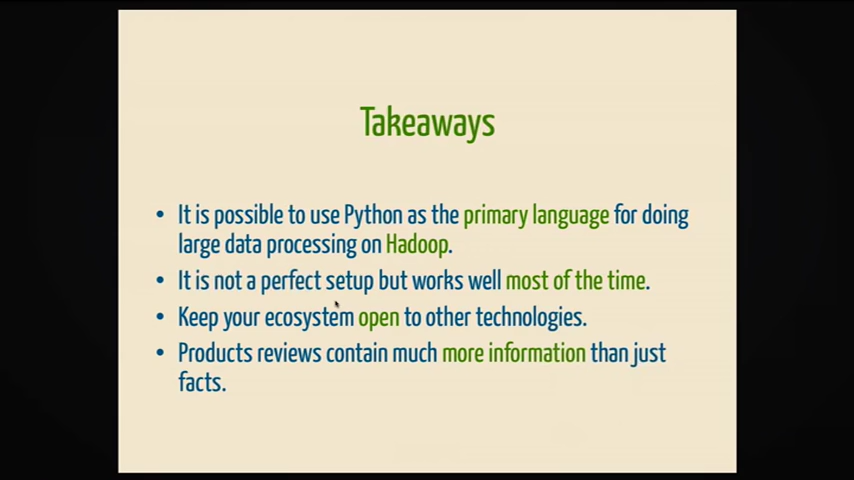 Takeaways
• It is possible to use Python as the primary language for doing
large data processing on Hadoop.
• It is not a perfect setup but works well most of the time.
• Keep your ecosystem open to other technologies.
• Products reviews contain much more information than just
facts.